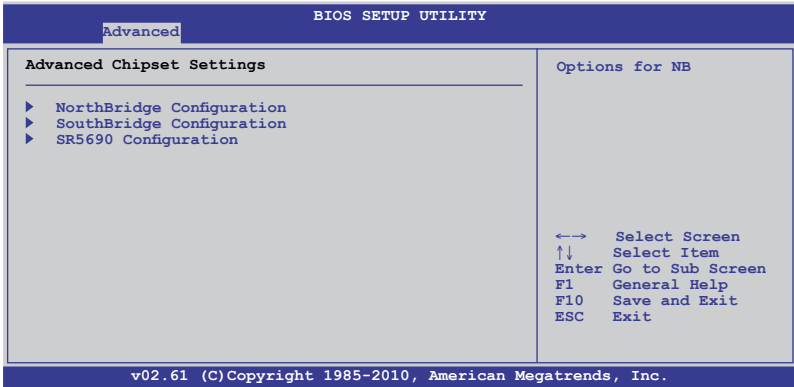 BIOS SETUP UTILITY
Advanced
Advanced Chipset Settings
NorthBridge Configuration
SouthBridge Configuration
SR5690 Configuration
Options for NB
←→ Select Screen
↑↓ Select Item
Enter Go to Sub Screen
F1 General Help
F10 Save and Exit
ESC Exit
v02.61 (C)Copyright 1985-2010, American Megatrends, Inc.